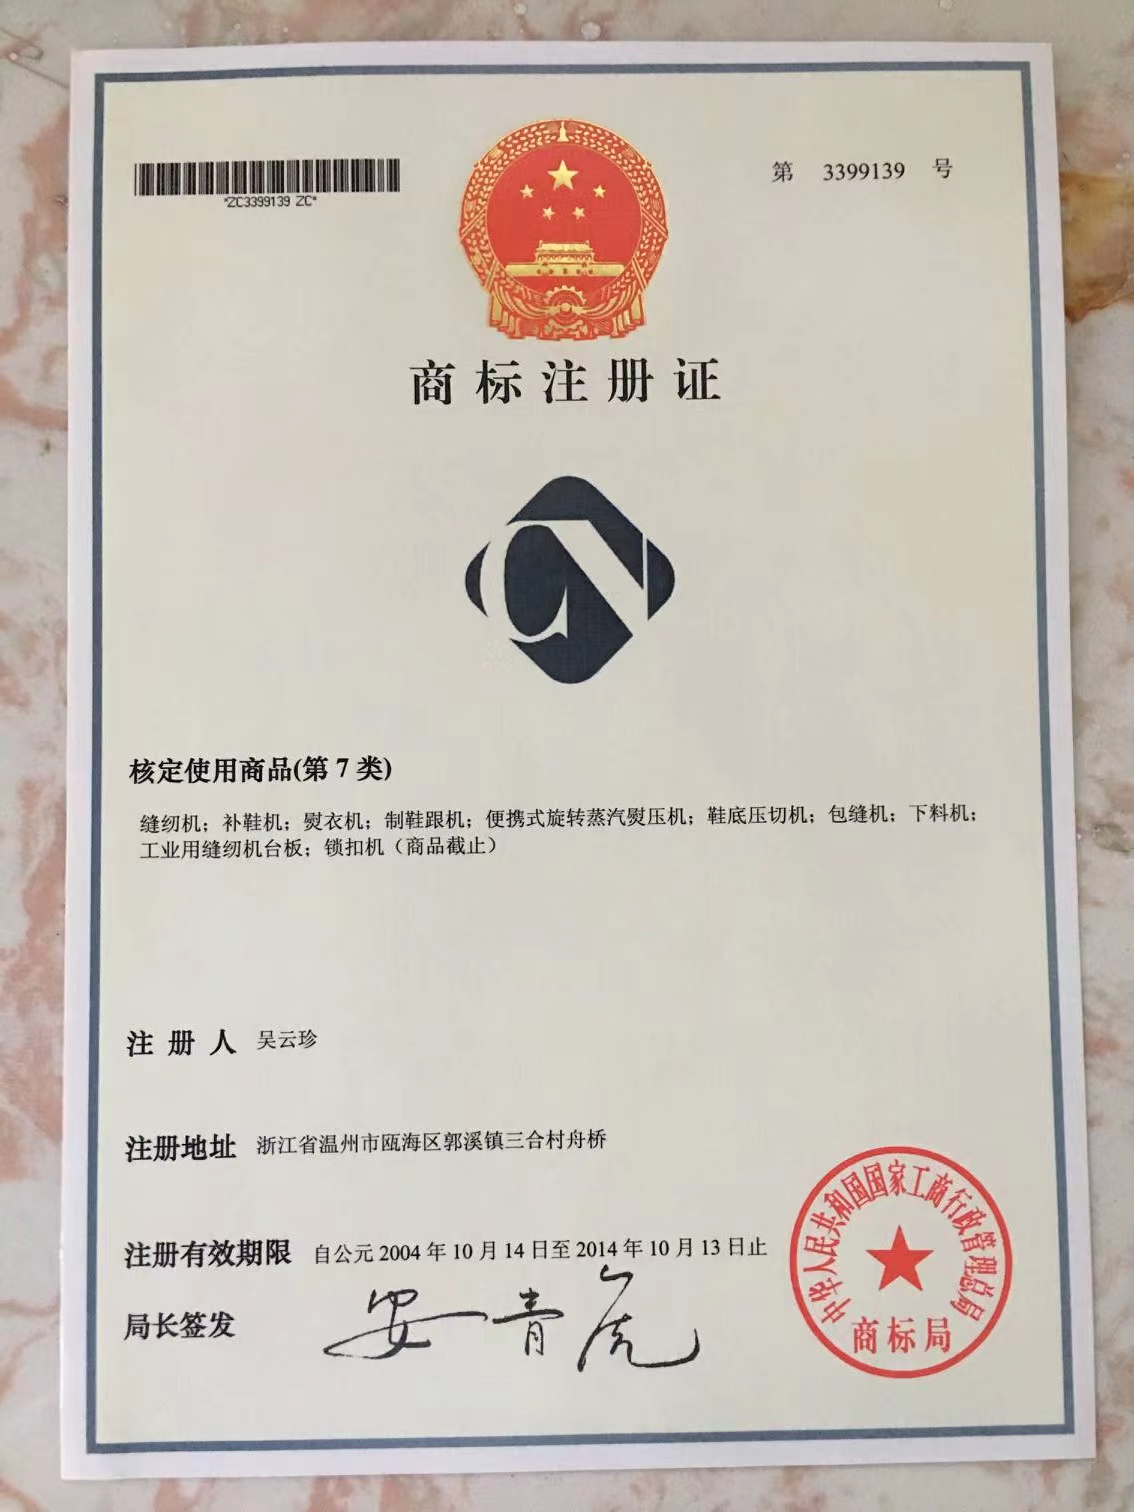 *ZC3399139 ZC*
第 3399139 号
商标注册证
CN
核定使用商品(第 7 类)
缝纫机；补鞋机；熨衣机；制鞋跟机；便携式旋转蒸汽熨压机；鞋底压切机；包缝机；下料机；
工业用缝纫机台板；锁扣机（商品截止）
注 册 人 吴云珍
注册地址 浙江省温州市瓯海区郭溪镇三合村舟桥
注册有效期限 自公元 2004 年 10 月 14 日至 2014 年 10 月 13 日止
局长签发 安青虎
中华人民共和国国家工商行政管理总局
商标局